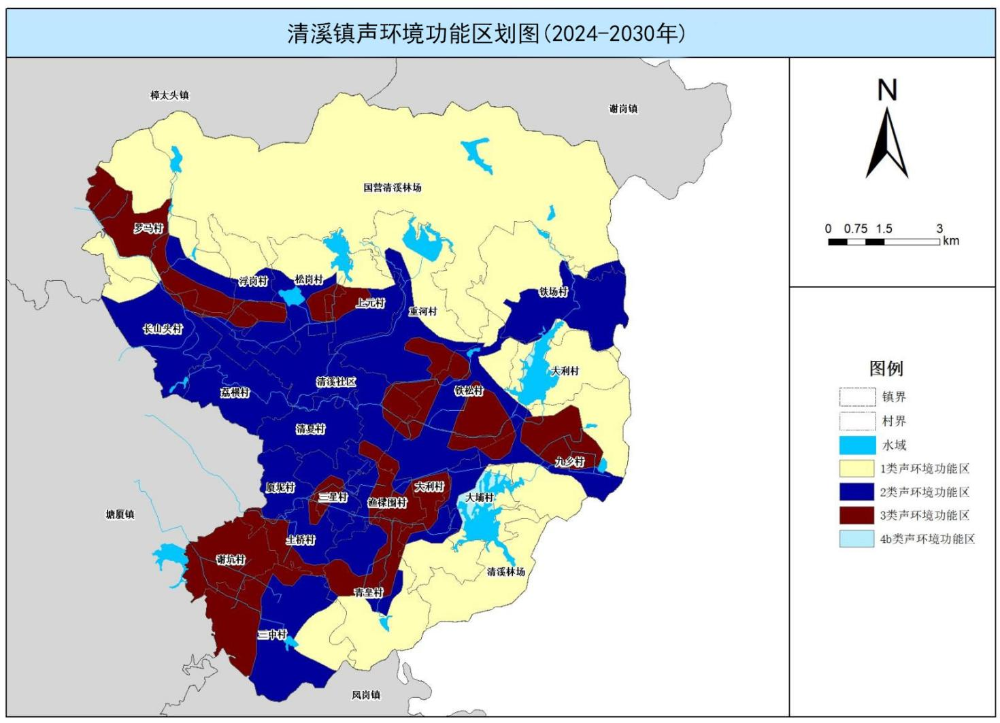 清溪镇声环境功能区划图(2024-2030年)
樟太头镇
谢岗镇
国营清溪林场
罗马村
浮岗村
松岗村
上元村
重河村
铁场村
长山头村
大利村
荔横村
清溪社区
铁松村
清夏村
九乡村
厦坭村
三星村
渔樑围村
大利村
大埔村
塘厦镇
土桥村
谢坑村
清溪林场
青皇村
三中村
凤岗镇
N
0 0.75 1.5 3
km
图例
镇界
村界
水域
1类声环境功能区
2类声环境功能区
3类声环境功能区
4b类声环境功能区